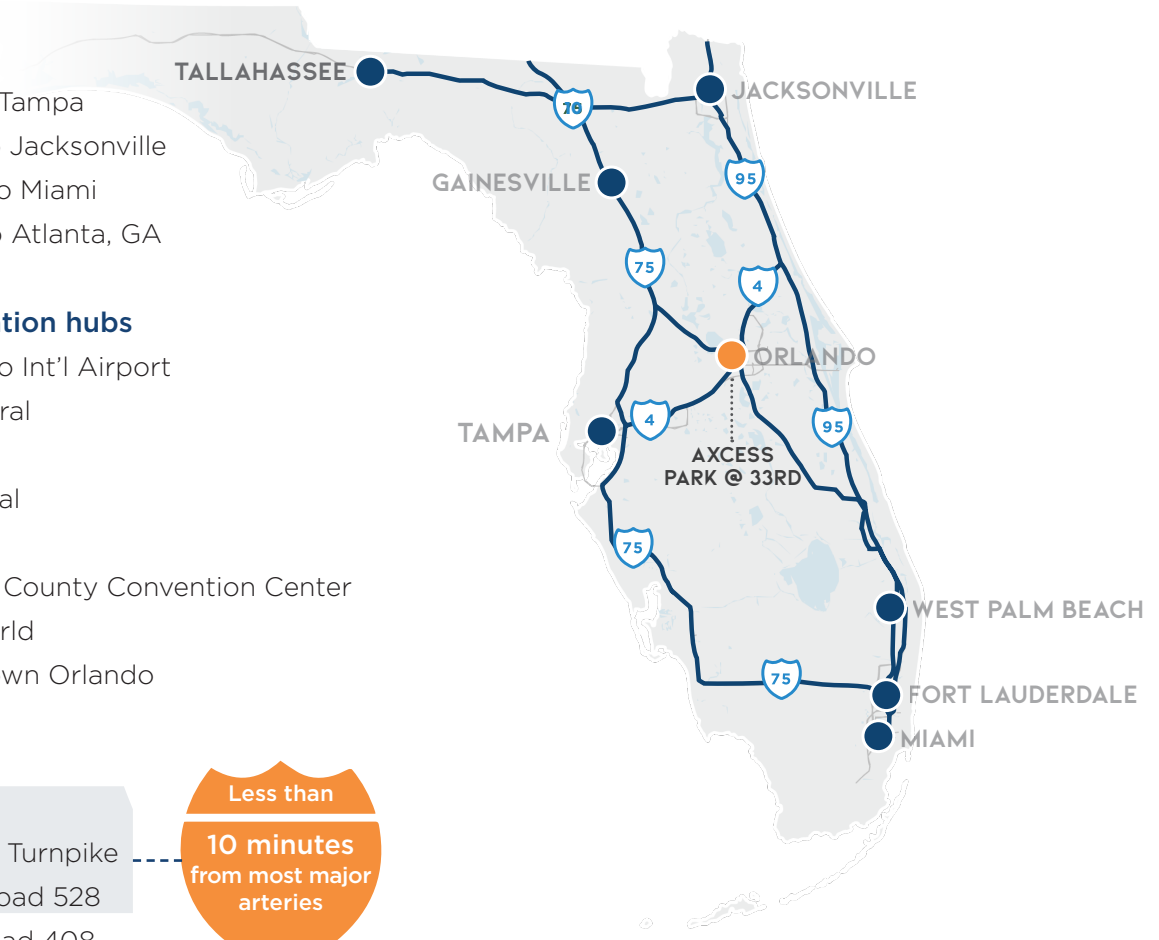 Tampa
Jacksonville
o Miami
Atlanta, GA
tion hubs
o Int'l Airport
ral
al
County Convention Center
rld
wn Orlando
Turnpike
oad 528
ad 408
Less than
10 minutes
from most major
arteries
TALLAHASSEE
JACKSONVILLE
GAINESVILLE
95
75
4
ORLANDO
TAMPA
4
95
AXCESS
PARK @ 33RD
75
WEST PALM BEACH
75
FORT LAUDERDALE
MIAMI